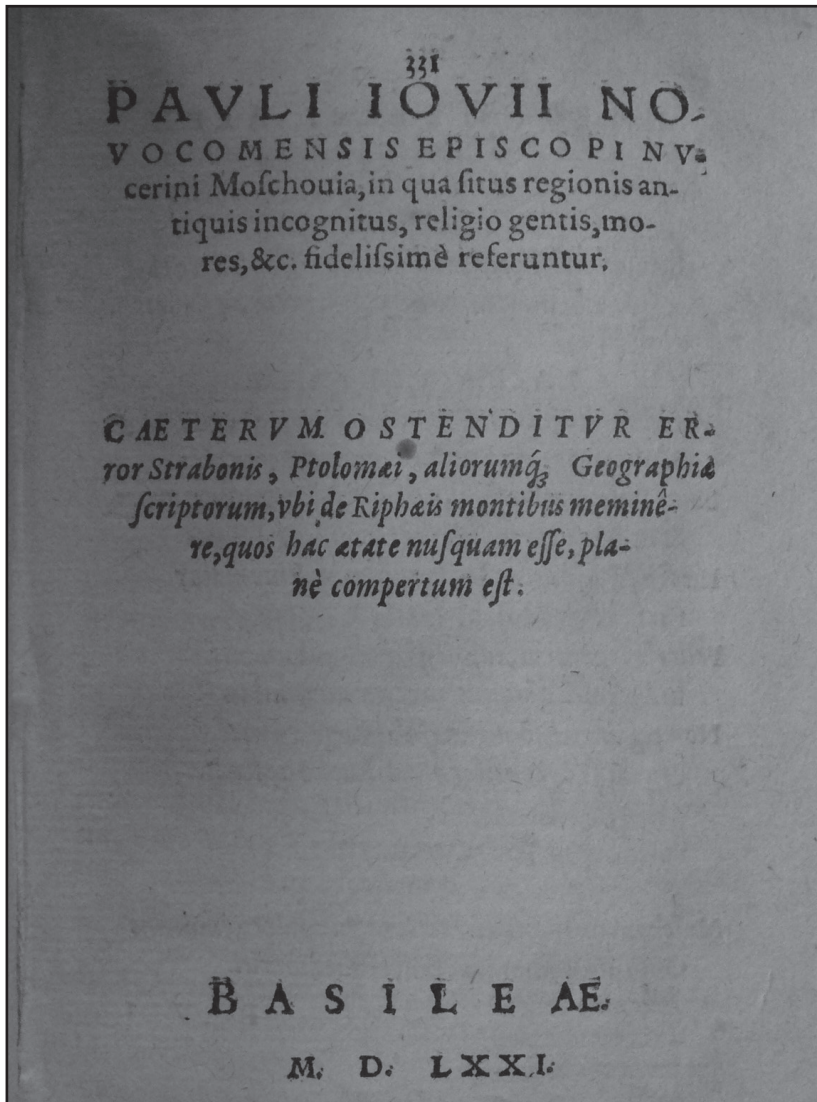 331
PAVLI IOVII NO-
VOCOMENSIS EPISCOPI NV-
cerini Moſchouia, in qua ſitus regionis an-
tiquis incognitus, religio gentis, mo-
res, &c. fideliſsimè referuntur.
CAETERVM OSTENDITVR ER-
ror Strabonis, Ptolomæi, aliorumq́ꝫ Geographiæ
ſcriptorum, vbi de Riphæis montibus meminê-
re, quos hac ætate nuſquam eſſe, pla-
nè compertum eſt.
BASILEAE.
M. D. LXXI.